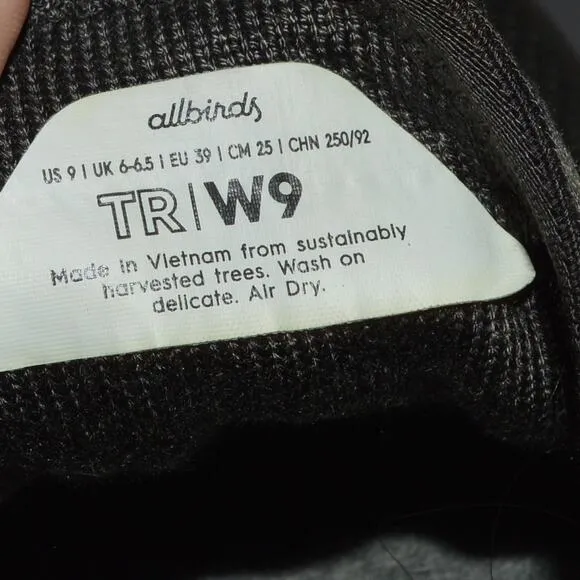 allbirds
US 9 | UK 6-6.5 | EU 39 | CM 25 | CHN 250/92
TR|W9
Made in Vietnam from sustainably
harvested trees. Wash on
delicate. Air Dry.